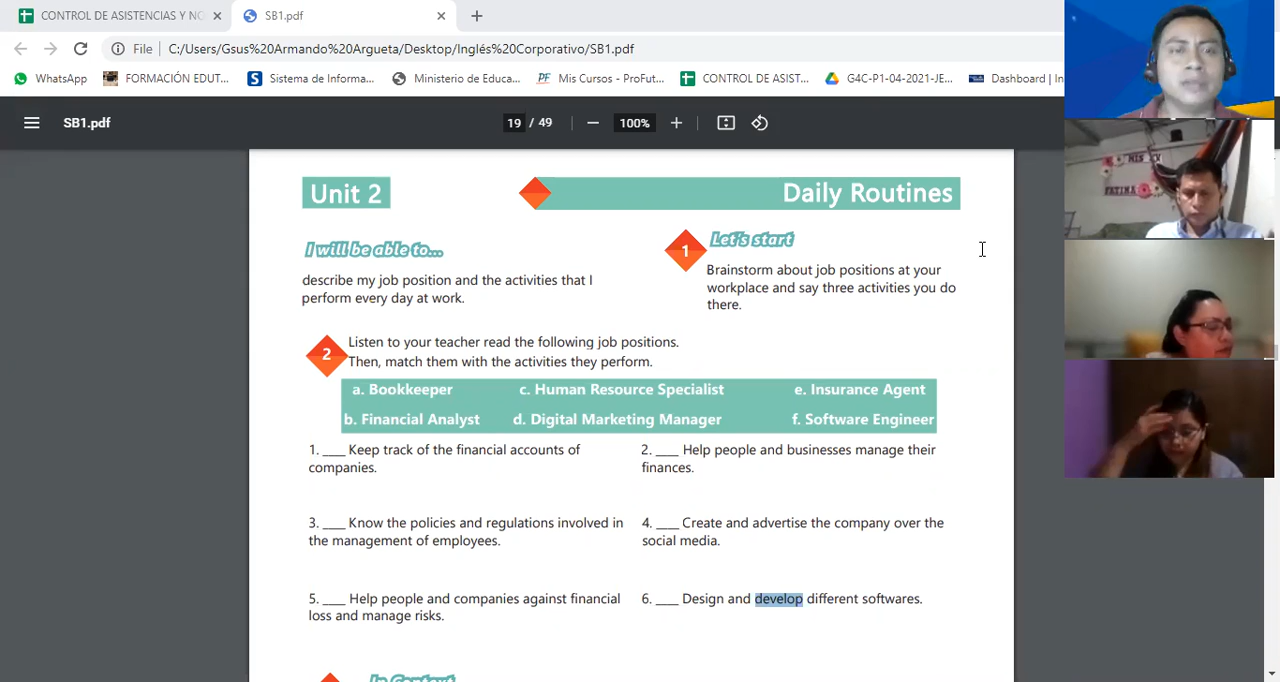 CONTROL DE ASISTENCIAS Y NO
SB1.pdf
File
C:/Users/Gsus%20Armando%20Argueta/Desktop/Inglés%20Corporativo/SB1.pdf
WhatsApp
FORMACIÓN EDUT...
Sistema de Informa...
Ministerio de Educa...
Mis Cursos - ProFut...
CONTROL DE ASIST...
G4C-P1-04-2021-JE...
Dashboard | In
SB1.pdf
19 / 49
100%
Unit 2
Daily Routines
I will be able to...
describe my job position and the activities that I
perform every day at work.
1
Let's start
Brainstorm about job positions at your
workplace and say three activities you do
there.
2
Listen to your teacher read the following job positions.
Then, match them with the activities they perform.
a. Bookkeeper
c. Human Resource Specialist
e. Insurance Agent
b. Financial Analyst
d. Digital Marketing Manager
f. Software Engineer
1. ___ Keep track of the financial accounts of
companies.
2. ___ Help people and businesses manage their
finances.
3. ___ Know the policies and regulations involved in
the management of employees.
4. ___ Create and advertise the company over the
social media.
5. ___ Help people and companies against financial
loss and manage risks.
6. ___ Design and develop different softwares.
In Context
FATIMA